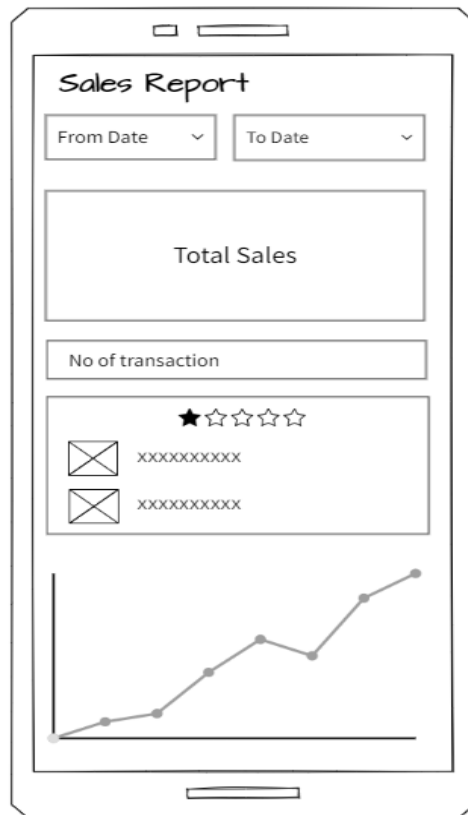 Sales Report
From Date
To Date
Total Sales
No of transaction
xxxxxxxxxx
xxxxxxxxxx